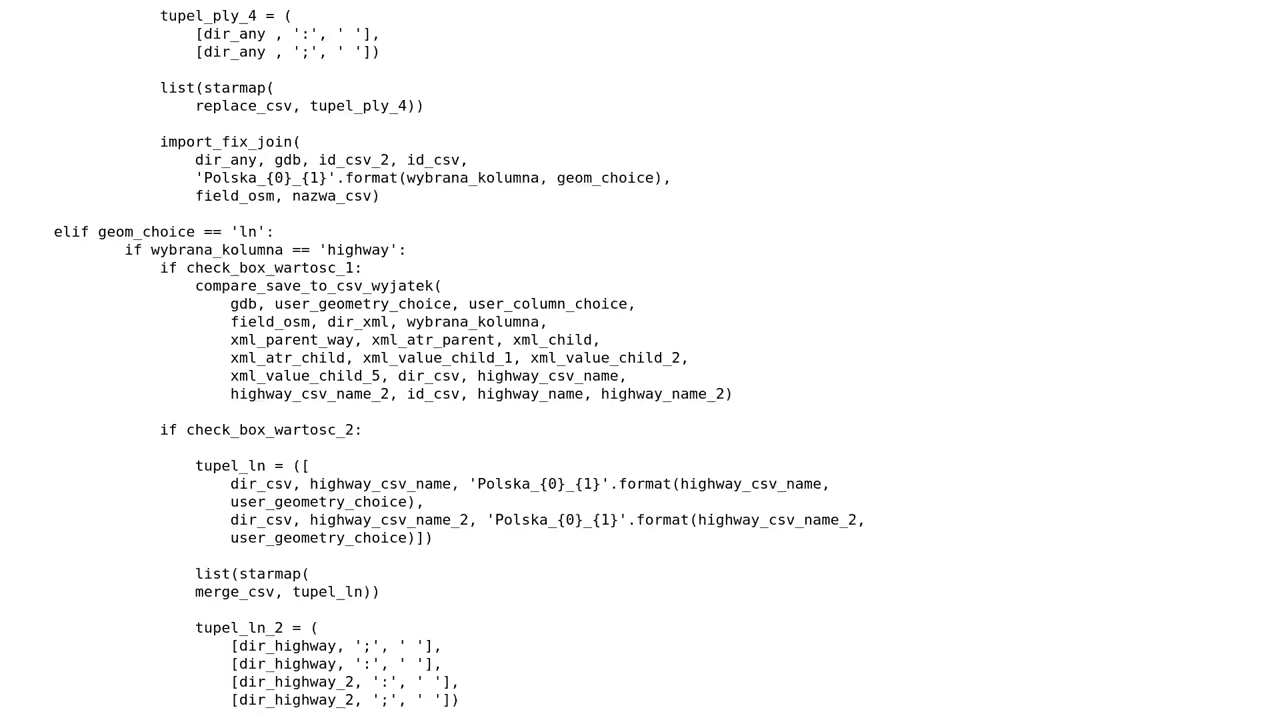 tupel_ply_4 = (
[dir_any , ':', ' '],
[dir_any , ';', ' '])
list(starmap(
replace_csv, tupel_ply_4))
import_fix_join(
dir_any, gdb, id_csv_2, id_csv,
'Polska_{0}_{1}'.format(wybrana_kolumna, geom_choice),
field_osm, nazwa_csv)
elif geom_choice == 'ln':
if wybrana_kolumna == 'highway':
if check_box_wartosc_1:
compare_save_to_csv_wyjatek(
gdb, user_geometry_choice, user_column_choice,
field_osm, dir_xml, wybrana_kolumna,
xml_parent_way, xml_atr_parent, xml_child,
xml_atr_child, xml_value_child_1, xml_value_child_2,
xml_value_child_5, dir_csv, highway_csv_name,
highway_csv_name_2, id_csv, highway_name, highway_name_2)
if check_box_wartosc_2:
tupel_ln = ([
dir_csv, highway_csv_name, 'Polska_{0}_{1}'.format(highway_csv_name,
user_geometry_choice),
dir_csv, highway_csv_name_2, 'Polska_{0}_{1}'.format(highway_csv_name_2,
user_geometry_choice)])
list(starmap(
merge_csv, tupel_ln))
tupel_ln_2 = (
[dir_highway, ';', ' '],
[dir_highway, ':', ' '],
[dir_highway_2, ':', ' '],
[dir_highway_2, ';', ' '])